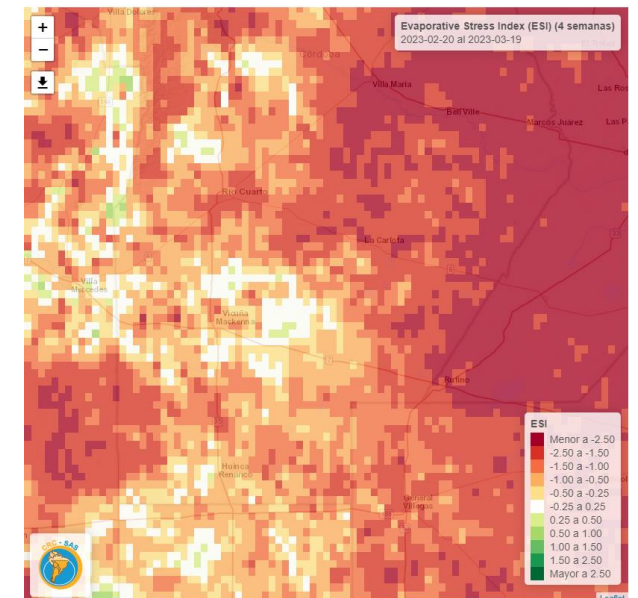 Villa Dolores
+
−
Evaporative Stress Index (ESI) (4 semanas)
2023-02-20 al 2023-03-19
Córdoba
Villa María
Las Ros
Bell Ville
Marcos Juárez
Las P
Río Cuarto
La Carlota
Villa
Mercedes
Vicuña
Mackenna
Rufino
Huinca
Renancó
General
Villegas
ESI
Menor a -2.50
-2.50 a -1.50
-1.50 a -1.00
-1.00 a -0.50
-0.50 a -0.25
-0.25 a 0.25
0.25 a 0.50
0.50 a 1.00
1.00 a 1.50
1.50 a 2.50
Mayor a 2.50
CRC - SAS
Leaflet